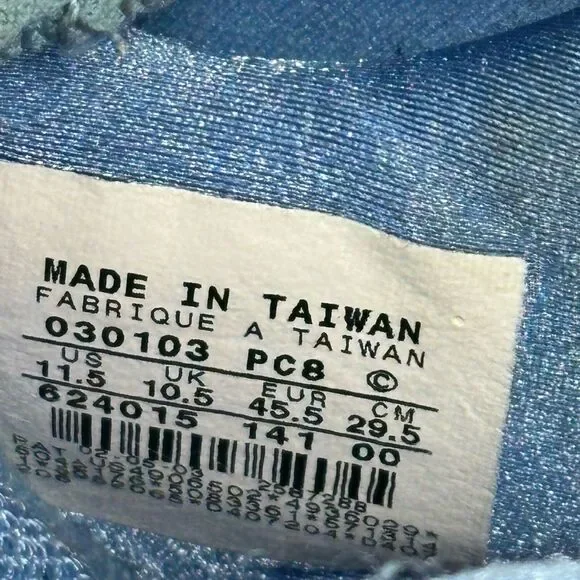 MADE IN TAIWAN
FABRIQUE A TAIWAN
030103 PC8 ©
US UK EUR CM
11.5 10.5 45.5 29.5
624015 141 00